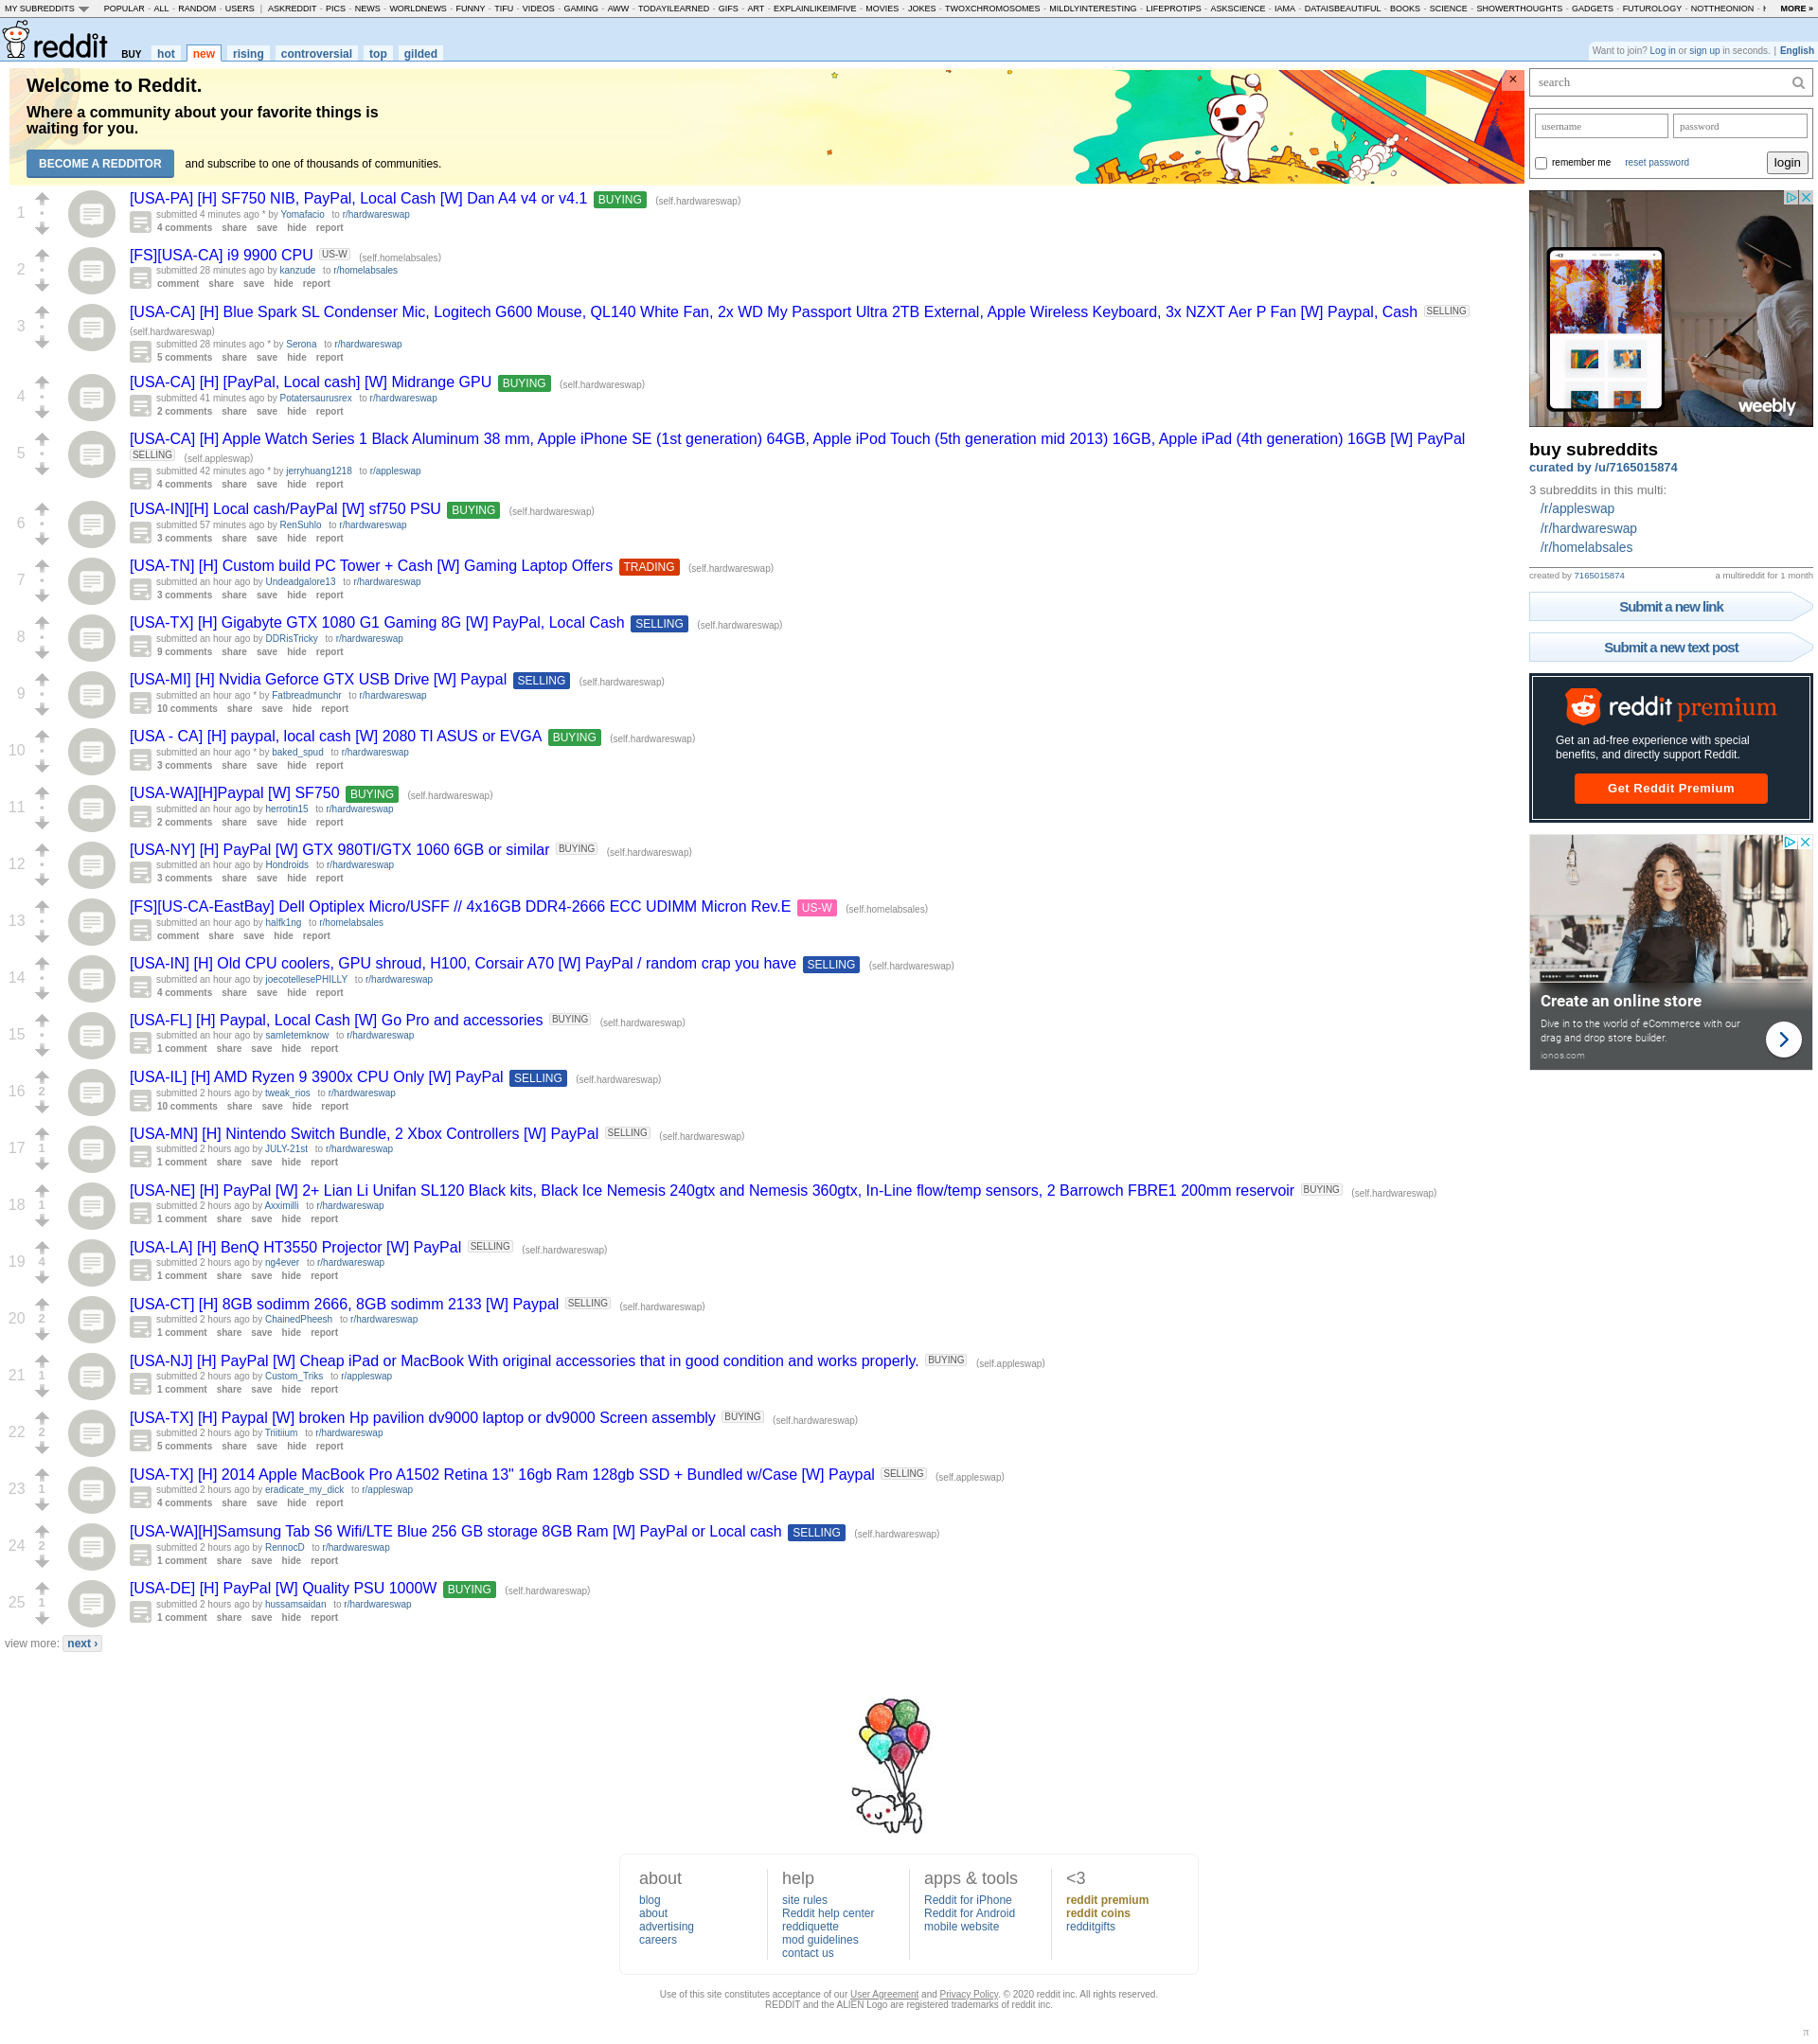 MY SUBREDDITS POPULAR - ALL - RANDOM - USERS | ASKREDDIT - PICS - NEWS - WORLDNEWS - FUNNY - TIFU - VIDEOS - GAMING - AWW - TODAYILEARNED - GIFS - ART - EXPLAINLIKEIMFIVE - MOVIES - JOKES - TWOXCHROMOSOMES - MILDLYINTERESTING - LIFEPROTIPS - ASKSCIENCE - IAMA - DATAISBEAUTIFUL - BOOKS - SCIENCE - SHOWERTHOUGHTS - GADGETS - FUTUROLOGY - NOTTHEONION - MORE »
reddit BUY hot new rising controversial top gilded
Want to join? Log in or sign up in seconds. | English
Welcome to Reddit.
Where a community about your favorite things is
waiting for you.
BECOME A REDDITOR and subscribe to one of thousands of communities.
1 [USA-PA] [H] SF750 NIB, PayPal, Local Cash [W] Dan A4 v4 or v4.1 BUYING (self.hardwareswap)
submitted 4 minutes ago * by Yomafacio to r/hardwareswap
4 comments share save hide report
2 [FS][USA-CA] i9 9900 CPU US-W (self.homelabsales)
submitted 28 minutes ago by kanzude to r/homelabsales
comment share save hide report
3 [USA-CA] [H] Blue Spark SL Condenser Mic, Logitech G600 Mouse, QL140 White Fan, 2x WD My Passport Ultra 2TB External, Apple Wireless Keyboard, 3x NZXT Aer P Fan [W] Paypal, Cash SELLING
(self.hardwareswap)
submitted 28 minutes ago * by Serona to r/hardwareswap
5 comments share save hide report
4 [USA-CA] [H] [PayPal, Local cash] [W] Midrange GPU BUYING (self.hardwareswap)
submitted 41 minutes ago by Potatersaurusrex to r/hardwareswap
2 comments share save hide report
5 [USA-CA] [H] Apple Watch Series 1 Black Aluminum 38 mm, Apple iPhone SE (1st generation) 64GB, Apple iPod Touch (5th generation mid 2013) 16GB, Apple iPad (4th generation) 16GB [W] PayPal
SELLING (self.appleswap)
submitted 42 minutes ago * by jerryhuang1218 to r/appleswap
4 comments share save hide report
6 [USA-IN][H] Local cash/PayPal [W] sf750 PSU BUYING (self.hardwareswap)
submitted 57 minutes ago by RenSuhlo to r/hardwareswap
3 comments share save hide report
7 [USA-TN] [H] Custom build PC Tower + Cash [W] Gaming Laptop Offers TRADING (self.hardwareswap)
submitted an hour ago by Undeadgalore13 to r/hardwareswap
3 comments share save hide report
8 [USA-TX] [H] Gigabyte GTX 1080 G1 Gaming 8G [W] PayPal, Local Cash SELLING (self.hardwareswap)
submitted an hour ago by DDRisTricky to r/hardwareswap
9 comments share save hide report
9 [USA-MI] [H] Nvidia Geforce GTX USB Drive [W] Paypal SELLING (self.hardwareswap)
submitted an hour ago * by Fatbreadmunchr to r/hardwareswap
10 comments share save hide report
10 [USA - CA] [H] paypal, local cash [W] 2080 TI ASUS or EVGA BUYING (self.hardwareswap)
submitted an hour ago * by baked_spud to r/hardwareswap
3 comments share save hide report
11 [USA-WA][H]Paypal [W] SF750 BUYING (self.hardwareswap)
submitted an hour ago by herrotin15 to r/hardwareswap
2 comments share save hide report
12 [USA-NY] [H] PayPal [W] GTX 980TI/GTX 1060 6GB or similar BUYING (self.hardwareswap)
submitted an hour ago by Hondroids to r/hardwareswap
3 comments share save hide report
13 [FS][US-CA-EastBay] Dell Optiplex Micro/USFF // 4x16GB DDR4-2666 ECC UDIMM Micron Rev.E US-W (self.homelabsales)
submitted an hour ago by halfk1ng to r/homelabsales
comment share save hide report
14 [USA-IN] [H] Old CPU coolers, GPU shroud, H100, Corsair A70 [W] PayPal / random crap you have SELLING (self.hardwareswap)
submitted an hour ago by joecotellesePHILLY to r/hardwareswap
4 comments share save hide report
15 [USA-FL] [H] Paypal, Local Cash [W] Go Pro and accessories BUYING (self.hardwareswap)
submitted an hour ago by samletemknow to r/hardwareswap
1 comment share save hide report
16 2 [USA-IL] [H] AMD Ryzen 9 3900x CPU Only [W] PayPal SELLING (self.hardwareswap)
submitted 2 hours ago by tweak_rios to r/hardwareswap
10 comments share save hide report
17 1 [USA-MN] [H] Nintendo Switch Bundle, 2 Xbox Controllers [W] PayPal SELLING (self.hardwareswap)
submitted 2 hours ago by JULY-21st to r/hardwareswap
1 comment share save hide report
18 1 [USA-NE] [H] PayPal [W] 2+ Lian Li Unifan SL120 Black kits, Black Ice Nemesis 240gtx and Nemesis 360gtx, In-Line flow/temp sensors, 2 Barrowch FBRE1 200mm reservoir BUYING (self.hardwareswap)
submitted 2 hours ago by Axximilli to r/hardwareswap
1 comment share save hide report
19 4 [USA-LA] [H] BenQ HT3550 Projector [W] PayPal SELLING (self.hardwareswap)
submitted 2 hours ago by ng4ever to r/hardwareswap
1 comment share save hide report
20 2 [USA-CT] [H] 8GB sodimm 2666, 8GB sodimm 2133 [W] Paypal SELLING (self.hardwareswap)
submitted 2 hours ago by ChainedPheesh to r/hardwareswap
1 comment share save hide report
21 1 [USA-NJ] [H] PayPal [W] Cheap iPad or MacBook With original accessories that in good condition and works properly. BUYING (self.appleswap)
submitted 2 hours ago by Custom_Triks to r/appleswap
1 comment share save hide report
22 2 [USA-TX] [H] Paypal [W] broken Hp pavilion dv9000 laptop or dv9000 Screen assembly BUYING (self.hardwareswap)
submitted 2 hours ago by Triitiium to r/hardwareswap
5 comments share save hide report
23 1 [USA-TX] [H] 2014 Apple MacBook Pro A1502 Retina 13" 16gb Ram 128gb SSD + Bundled w/Case [W] Paypal SELLING (self.appleswap)
submitted 2 hours ago by eradicate_my_dick to r/appleswap
4 comments share save hide report
24 2 [USA-WA][H]Samsung Tab S6 Wifi/LTE Blue 256 GB storage 8GB Ram [W] PayPal or Local cash SELLING (self.hardwareswap)
submitted 2 hours ago by RennocD to r/hardwareswap
1 comment share save hide report
25 1 [USA-DE] [H] PayPal [W] Quality PSU 1000W BUYING (self.hardwareswap)
submitted 2 hours ago by hussamsaidan to r/hardwareswap
1 comment share save hide report
view more: next ›
search
username password
remember me reset password login
weebly
buy subreddits
curated by /u/7165015874
3 subreddits in this multi:
/r/appleswap
/r/hardwareswap
/r/homelabsales
created by 7165015874 a multireddit for 1 month
Submit a new link
Submit a new text post
reddit premium
Get an ad-free experience with special
benefits, and directly support Reddit.
Get Reddit Premium
Create an online store
Dive in to the world of eCommerce with our
drag and drop store builder.
ionos.com
about
blog
about
advertising
careers
help
site rules
Reddit help center
reddiquette
mod guidelines
contact us
apps & tools
Reddit for iPhone
Reddit for Android
mobile website
<3
reddit premium
reddit coins
redditgifts
Use of this site constitutes acceptance of our User Agreement and Privacy Policy. © 2020 reddit inc. All rights reserved.
REDDIT and the ALIEN Logo are registered trademarks of reddit inc.
π